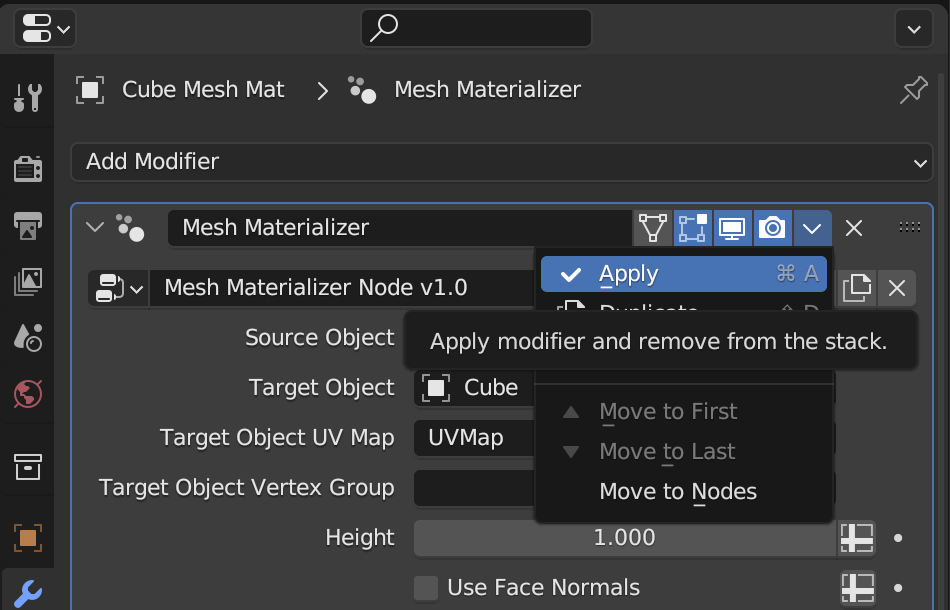 Cube Mesh Mat > Mesh Materializer
Add Modifier
Mesh Materializer
Mesh Materializer Node v1.0
Apply ⌘ A
Duplicate ⇧ D
Source Object
Apply modifier and remove from the stack.
Target Object Cube
Move to First
Target Object UV Map UVMap
Move to Last
Target Object Vertex Group
Move to Nodes
Height 1.000
Use Face Normals